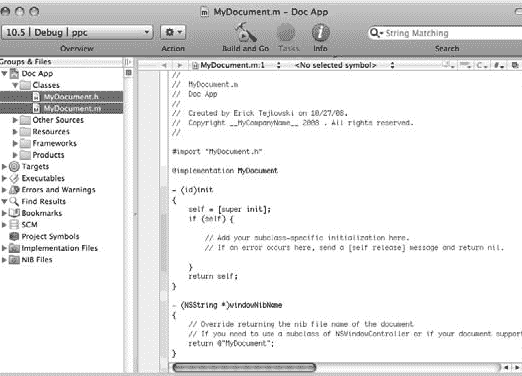 MyDocument.m - Doc App
10.5 | Debug | ppc
Overview
Action
Build and Go
Tasks
Info
String Matching
Search
Groups & Files
Doc App
Classes
MyDocument.h
MyDocument.m
Other Sources
Resources
Frameworks
Products
Targets
Executables
Errors and Warnings
Find Results
Bookmarks
SCM
Project Symbols
Implementation Files
NIB Files
MyDocument.m:1
<No selected symbol>
//
// MyDocument.m
// Doc App
//
// Created by Erick Tejkowski on 10/27/08.
// Copyright __MyCompanyName__ 2008 . All rights reserved.
//
#import "MyDocument.h"
@implementation MyDocument
- (id)init
{
self = [super init];
if (self) {
// Add your subclass-specific initialization here.
// If an error occurs here, send a [self release] message and return nil.
}
return self;
}
- (NSString *)windowNibName
{
// Override returning the nib file name of the document
// If you need to use a subclass of NSWindowController or if your document support
return @"MyDocument";
}